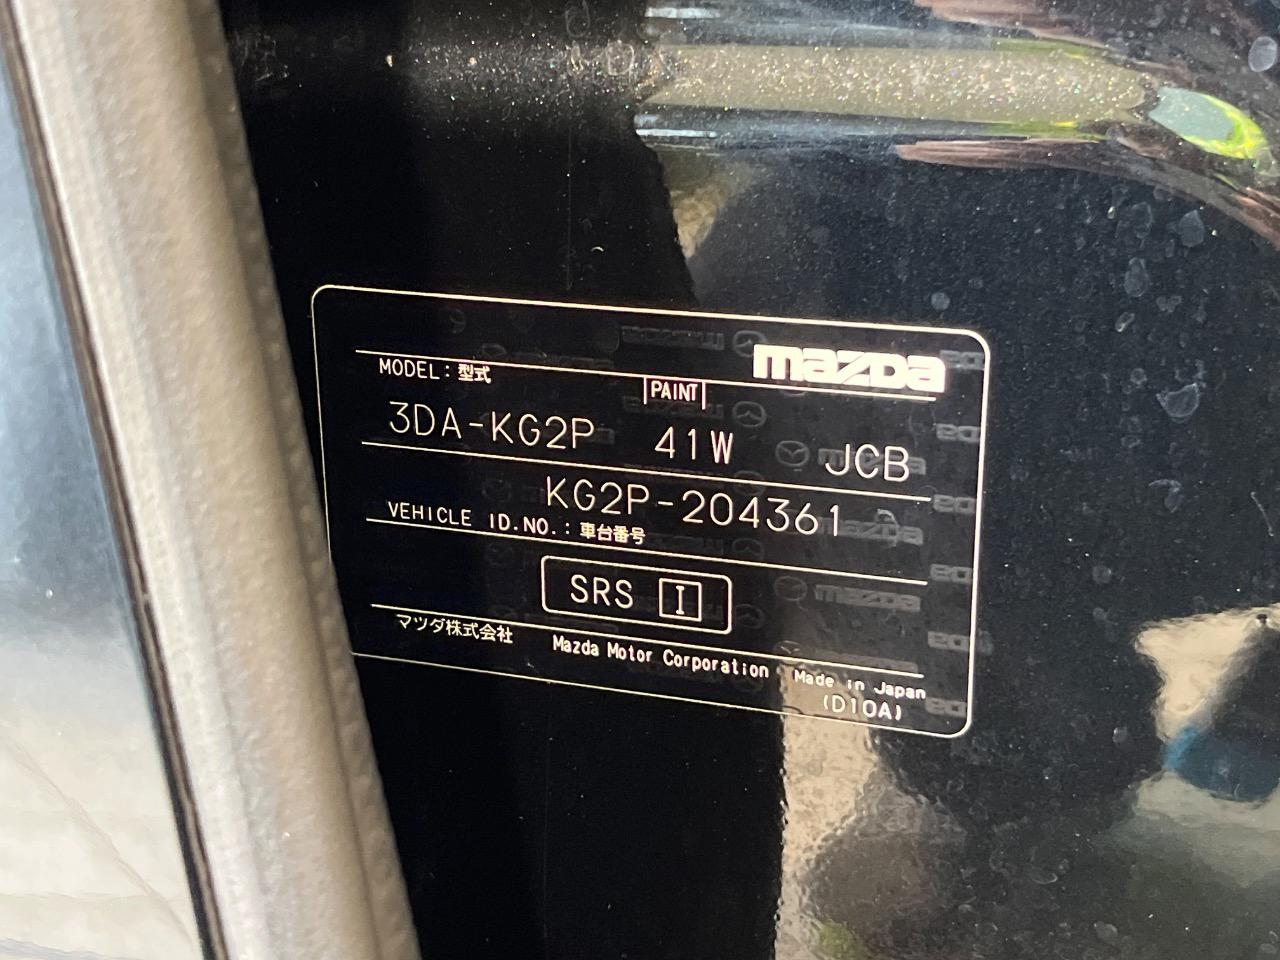 mazda
MODEL : 型式
PAINT
3DA-KG2P 41W JCB
KG2P-204361
VEHICLE ID.NO. : 車台番号
SRS I
マツダ株式会社 Mazda Motor Corporation Made in Japan
(D10A)